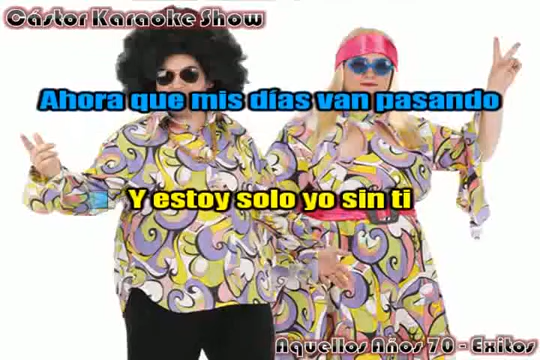 Cástor Karaoke Show
Ahora que mis días van pasando
Y estoy solo yo sin ti
Aquellos Años 70 - Exitos